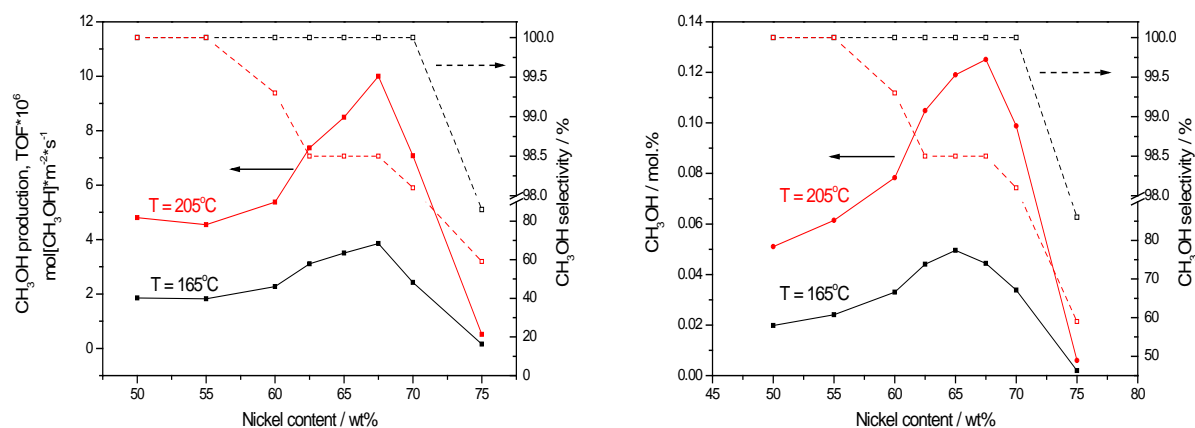 CH₃OH production, TOF*10⁶
mol[CH₃OH]*m⁻²*s⁻¹
12
10
8
6
4
2
0
T = 205°C
T = 165°C
100.0
99.5
99.0
98.5
98.0
80
60
40
20
0
CH₃OH selectivity / %
50 55 60 65 70 75
Nickel content / wt%
CH₃OH / mol.%
0.14
0.12
0.10
0.08
0.06
0.04
0.02
0.00
T = 205°C
T = 165°C
100.0
99.5
99.0
98.5
98.0
80
70
60
50
CH₃OH selectivity / %
45 50 55 60 65 70 75 80
Nickel content / wt%